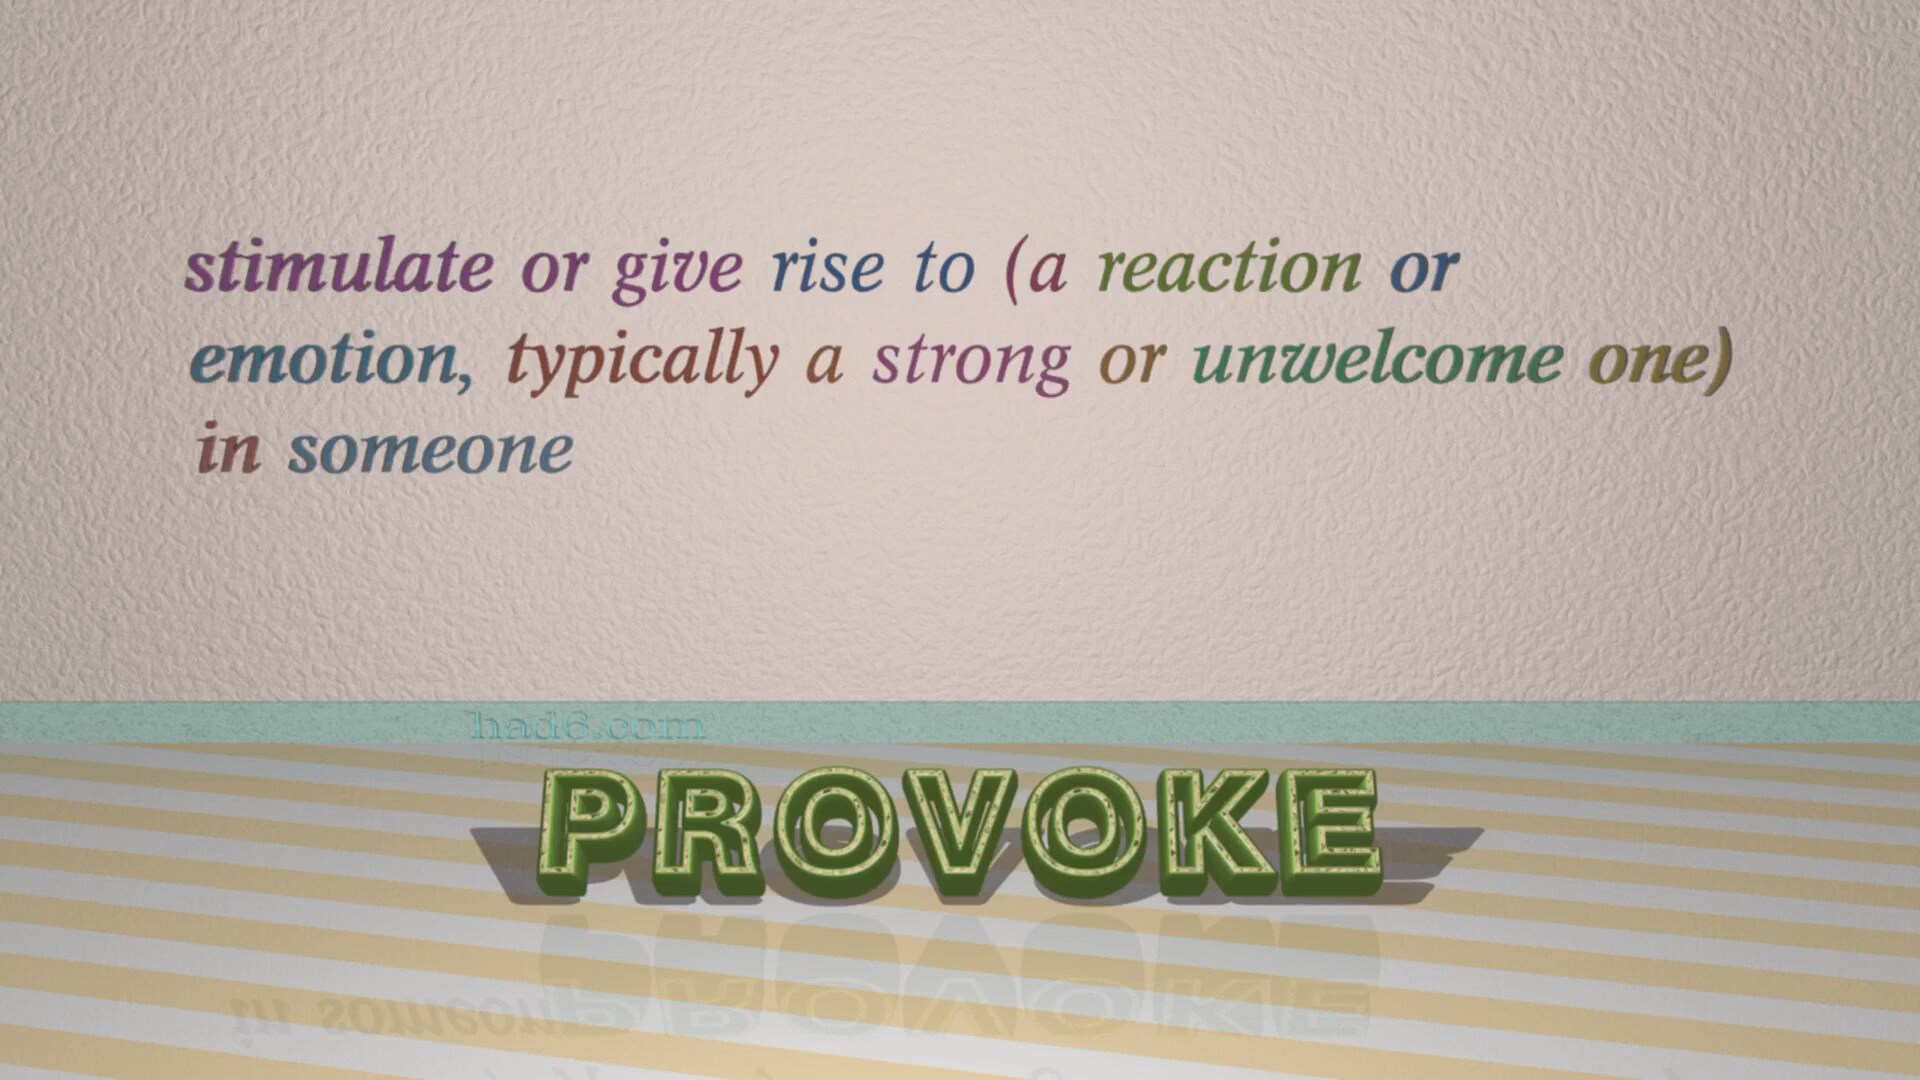 stimulate or give rise to (a reaction or
emotion, typically a strong or unwelcome one)
in someone
had6.com
PROVOKE